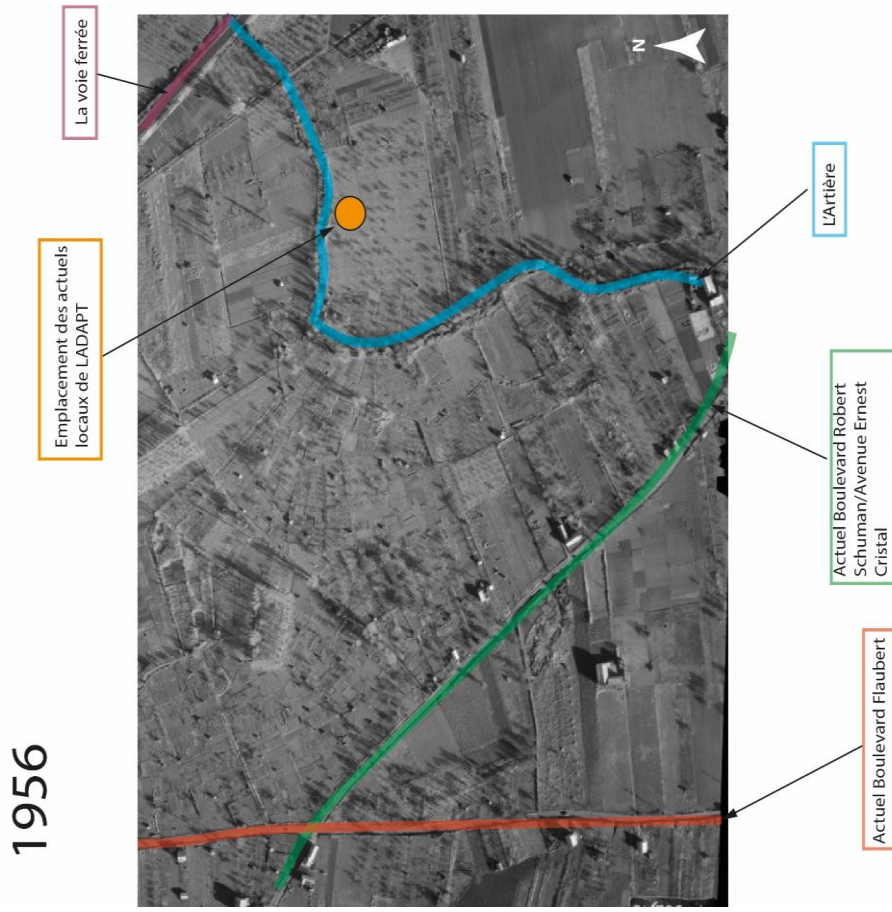 1956
La voie ferrée
Emplacement des actuels
locaux de LADAPT
N
L'Artière
Actuel Boulevard Robert
Schuman/Avenue Ernest
Cristal
Actuel Boulevard Flaubert